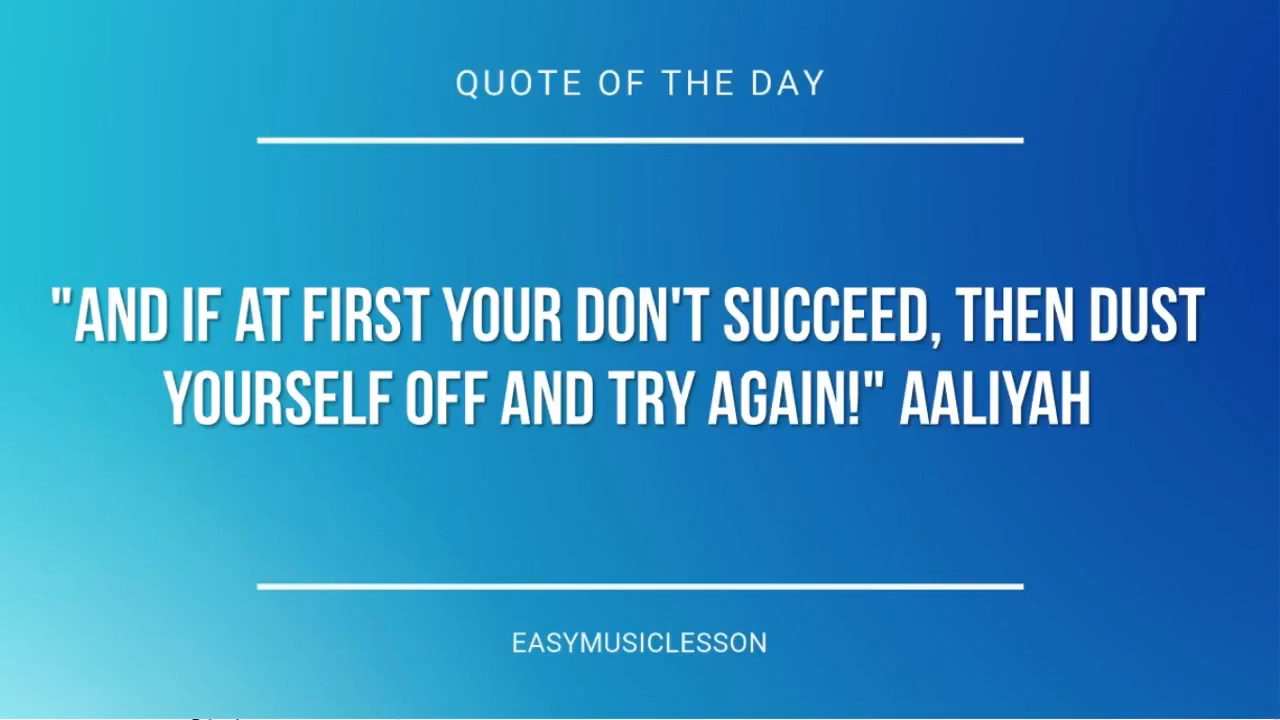 QUOTE OF THE DAY
"AND IF AT FIRST YOUR DON'T SUCCEED, THEN DUST
YOURSELF OFF AND TRY AGAIN!" AALIYAH
EASYMUSICLESSON